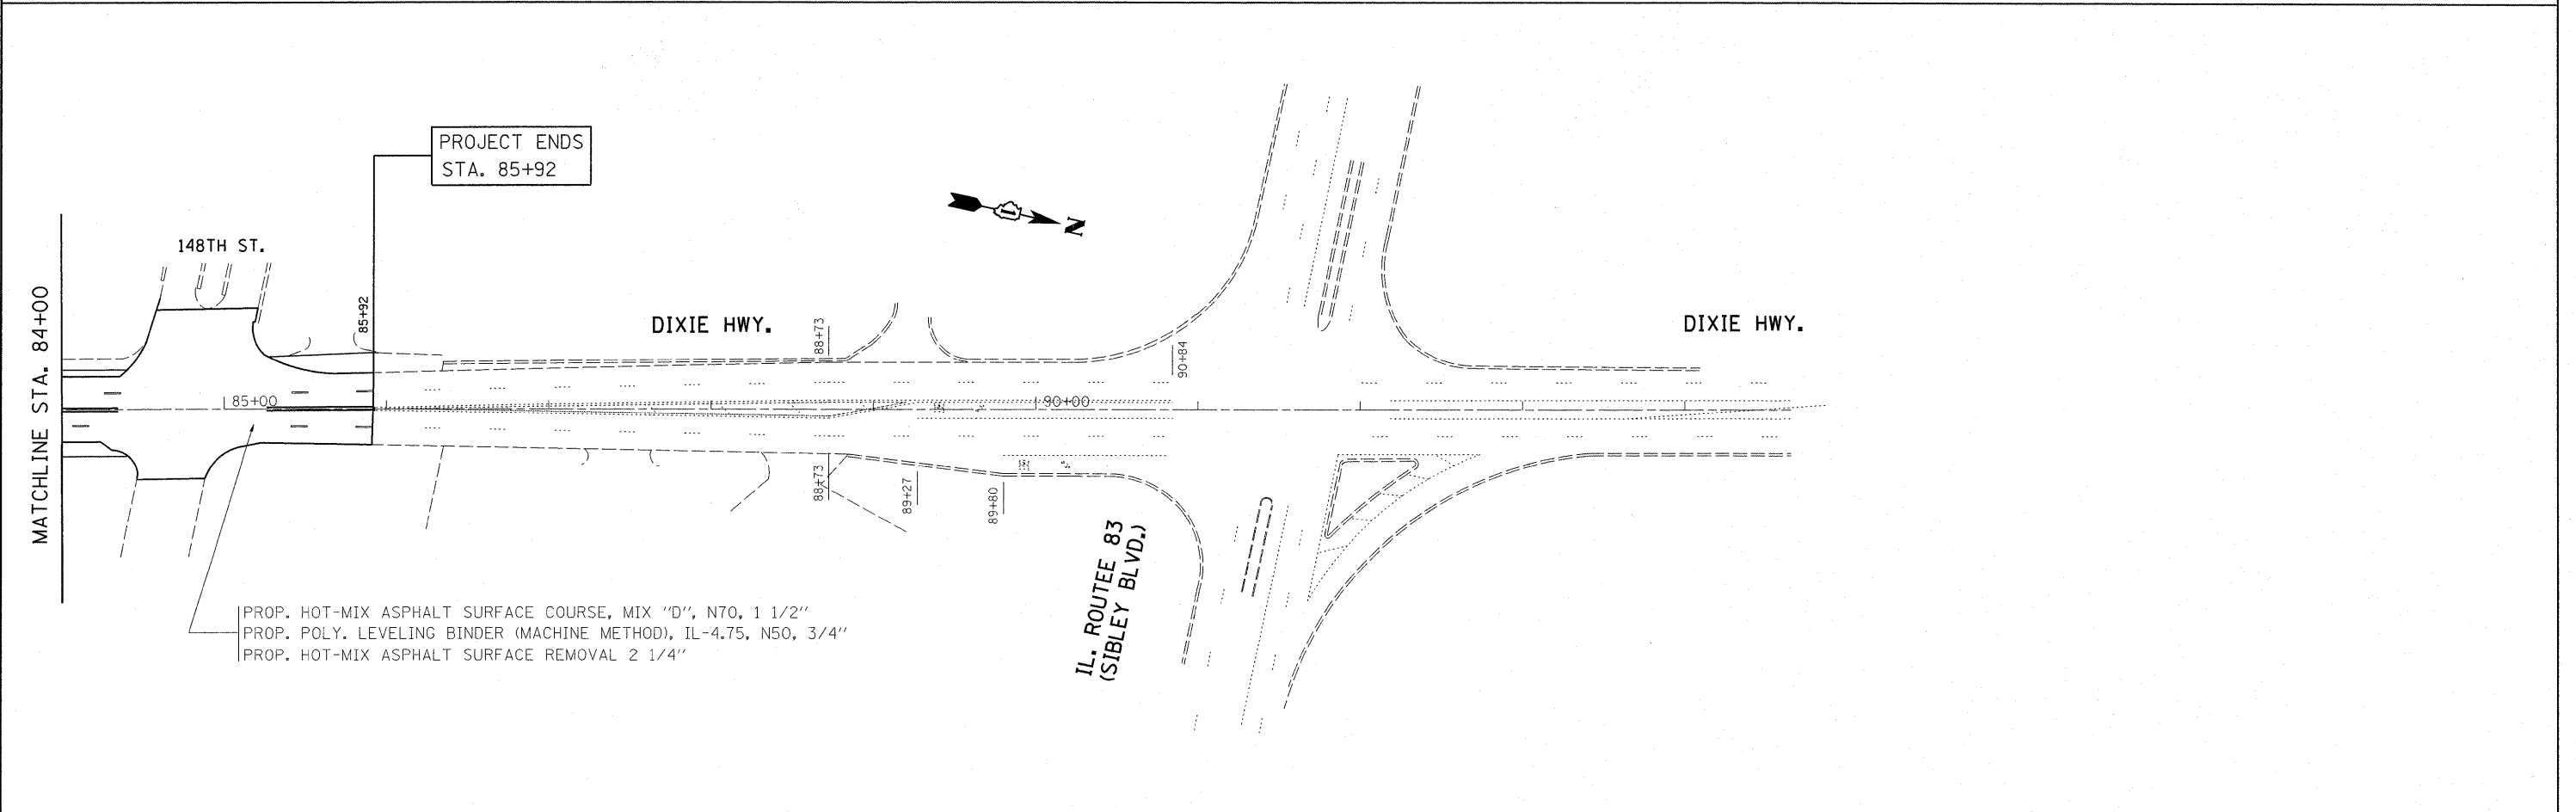 PROJECT ENDS
STA. 85+92
148TH ST.
MATCHLINE STA. 84+00
85+92
DIXIE HWY.
88+73
N
1
90+84
DIXIE HWY.
85+00
90+00
88+73
89+27
89+80
IL. ROUTEE 83
(SIBLEY BLVD.)
PROP. HOT-MIX ASPHALT SURFACE COURSE, MIX "D", N70, 1 1/2"
PROP. POLY. LEVELING BINDER (MACHINE METHOD), IL-4.75, N50, 3/4"
PROP. HOT-MIX ASPHALT SURFACE REMOVAL 2 1/4"